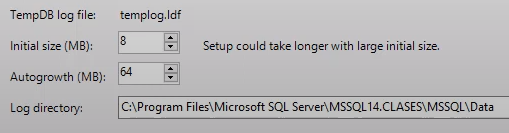 TempDB log file: templog.ldf
Initial size (MB): 8 Setup could take longer with large initial size.
Autogrowth (MB): 64
Log directory: C:\Program Files\Microsoft SQL Server\MSSQL14.CLASES\MSSQL\Data